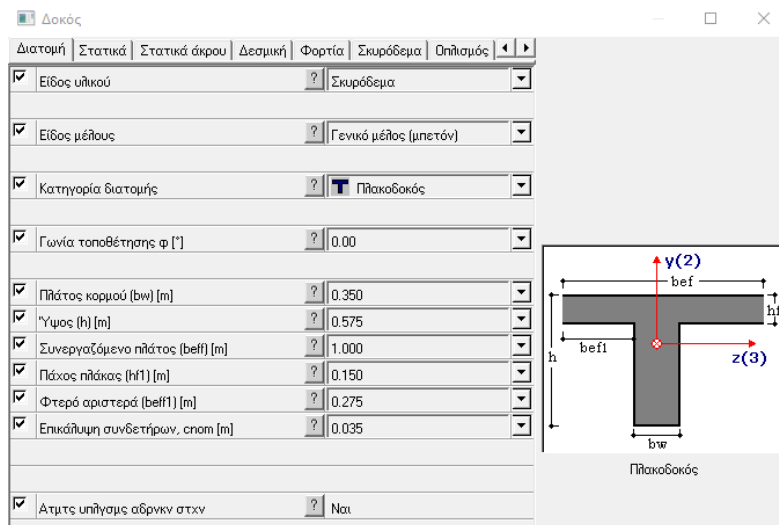 Δοκός
Διατομή Στατικά Στατικά άκρου Δεσμική Φορτία Σκυρόδεμα Οπλισμός
Είδος υλικού ? Σκυρόδεμα
Είδος μέλους ? Γενικό μέλος (μπετόν)
Κατηγορία διατομής ? Πλακοδοκός
Γωνία τοποθέτησης φ [°] ? 0.00
Πλάτος κορμού (bw) [m] ? 0.350
Ύψος (h) [m] ? 0.575
Συνεργαζόμενο πλάτος (beff) [m] ? 1.000
Πάχος πλάκας (hf1) [m] ? 0.150
Φτερό αριστερά (beff1) [m] ? 0.275
Επικάλυψη συνδετήρων, cnom [m] ? 0.035
Ατμτς υπλγσμς αδρνκν στχν ? Ναι
y(2)
bef
hf
bef1
h
z(3)
bw
Πλακοδοκός